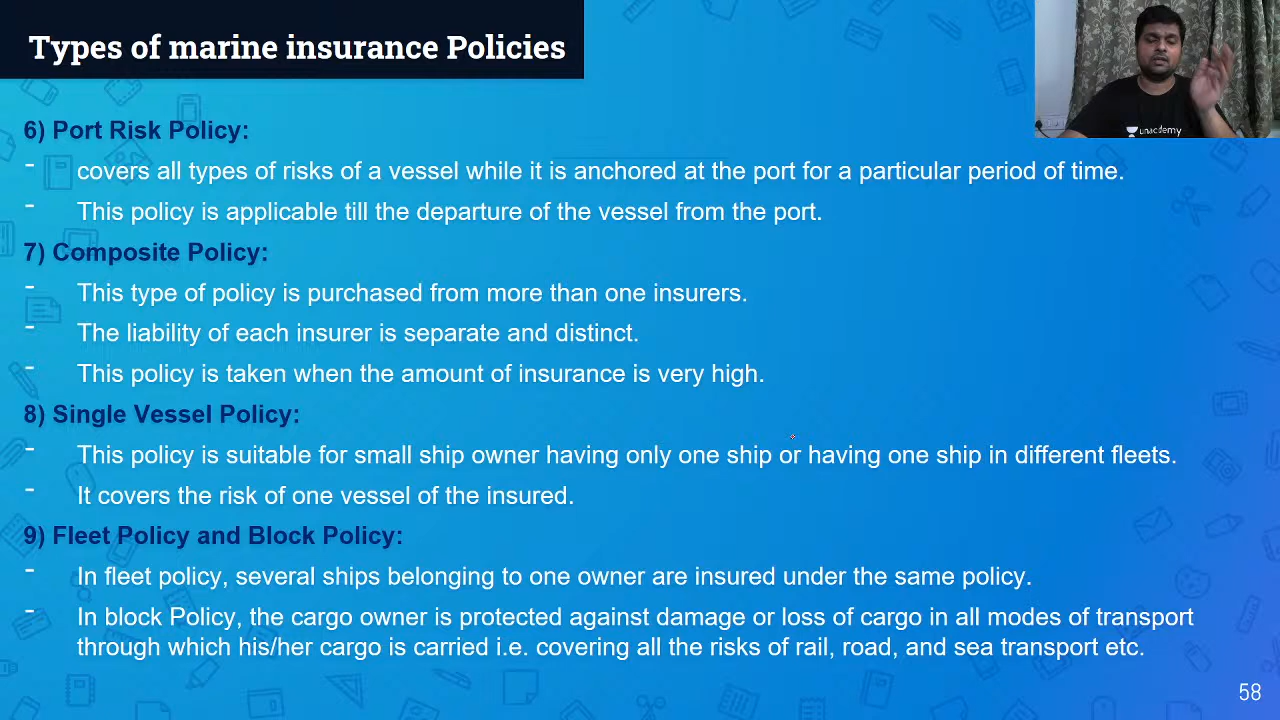 Types of marine insurance Policies
unacademy
6) Port Risk Policy:
- covers all types of risks of a vessel while it is anchored at the port for a particular period of time.
- This policy is applicable till the departure of the vessel from the port.
7) Composite Policy:
- This type of policy is purchased from more than one insurers.
- The liability of each insurer is separate and distinct.
- This policy is taken when the amount of insurance is very high.
8) Single Vessel Policy:
- This policy is suitable for small ship owner having only one ship or having one ship in different fleets.
- It covers the risk of one vessel of the insured.
9) Fleet Policy and Block Policy:
- In fleet policy, several ships belonging to one owner are insured under the same policy.
- In block Policy, the cargo owner is protected against damage or loss of cargo in all modes of transport
through which his/her cargo is carried i.e. covering all the risks of rail, road, and sea transport etc.
58